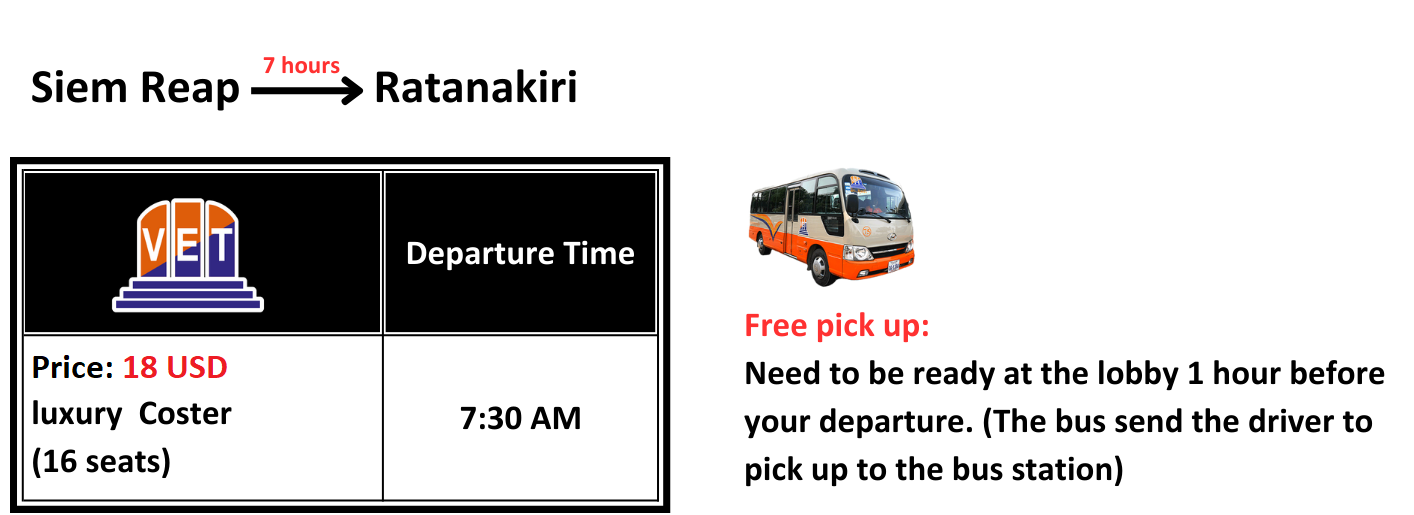 7 hours
Siem Reap Ratanakiri
VET
Departure Time
Price: 18 USD
luxury Coster
(16 seats)
7:30 AM
Free pick up:
Need to be ready at the lobby 1 hour before
your departure. (The bus send the driver to
pick up to the bus station)